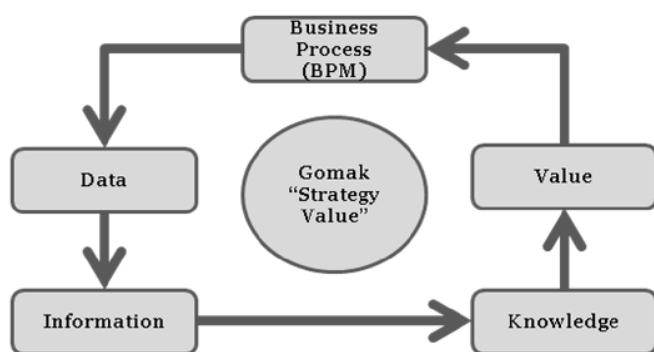 Business
Process
(BPM)
Data
Gomak
“Strategy
Value”
Value
Information
Knowledge